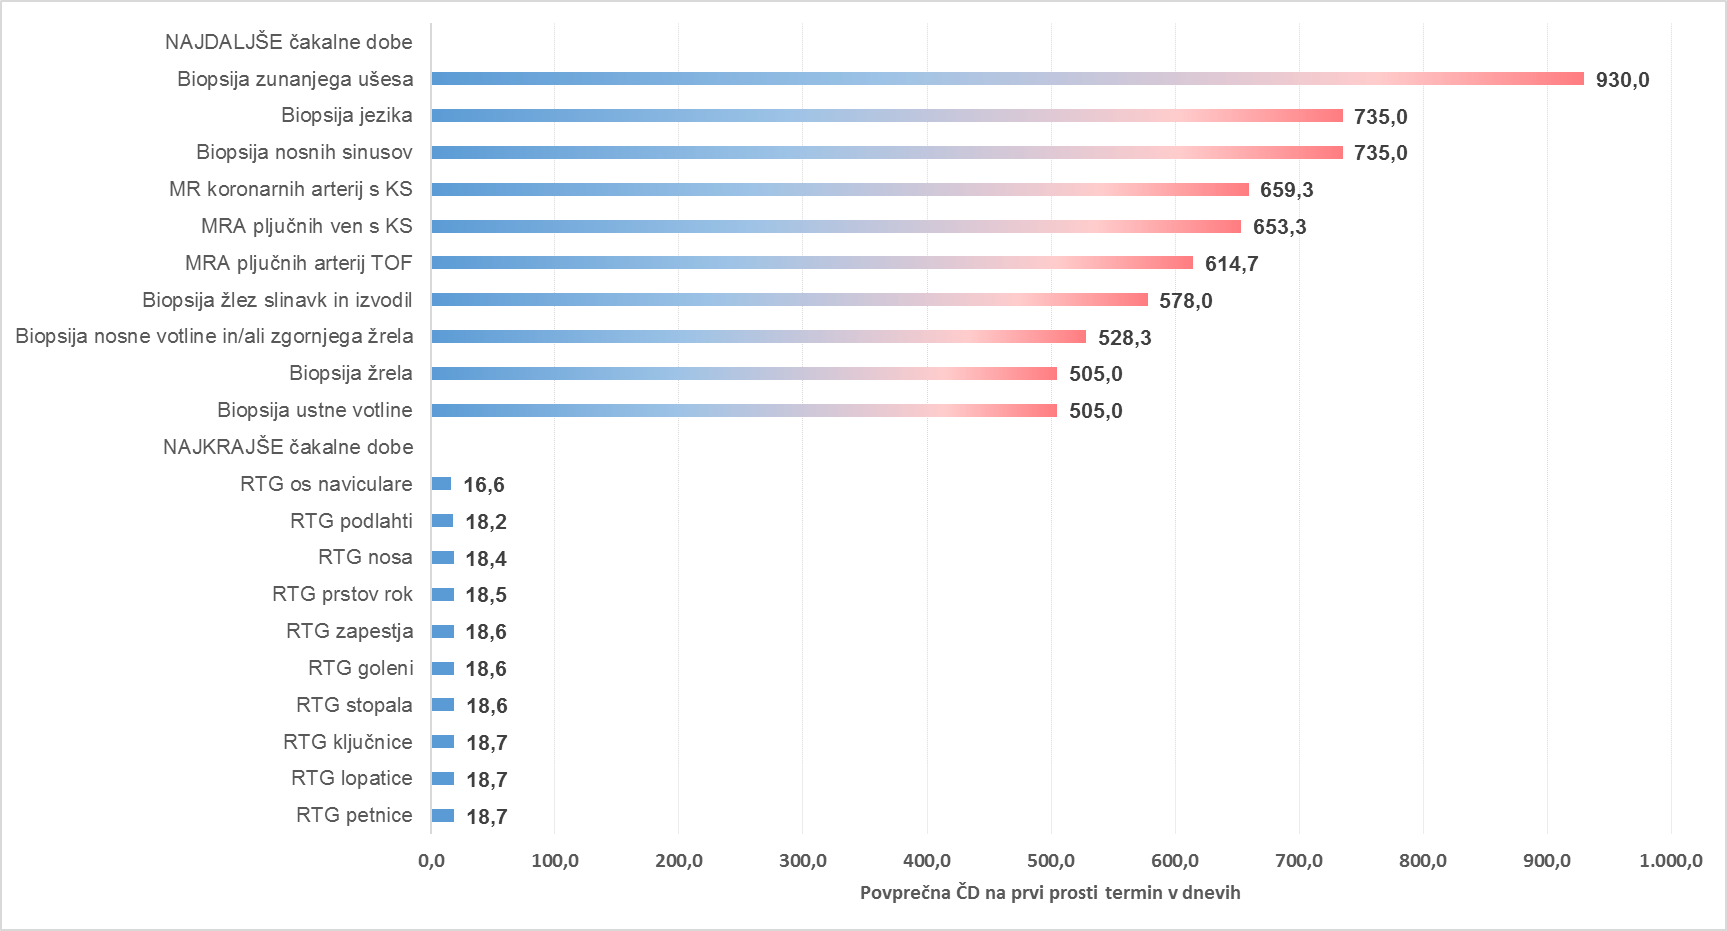 NAJDALJŠE čakalne dobe
Biopsija zunanjega ušesa 930,0
Biopsija jezika 735,0
Biopsija nosnih sinusov 735,0
MR koronarnih arterij s KS 659,3
MRA pljučnih ven s KS 653,3
MRA pljučnih arterij TOF 614,7
Biopsija žlez slinavk in izvodil 578,0
Biopsija nosne votline in/ali zgornjega žrela 528,3
Biopsija žrela 505,0
Biopsija ustne votline 505,0
NAJKRAJŠE čakalne dobe
RTG os naviculare 16,6
RTG podlahti 18,2
RTG nosa 18,4
RTG prstov rok 18,5
RTG zapestja 18,6
RTG goleni 18,6
RTG stopala 18,6
RTG ključnice 18,7
RTG lopatice 18,7
RTG petnice 18,7
0,0 100,0 200,0 300,0 400,0 500,0 600,0 700,0 800,0 900,0 1.000,0
Povprečna ČD na prvi prosti termin v dnevih